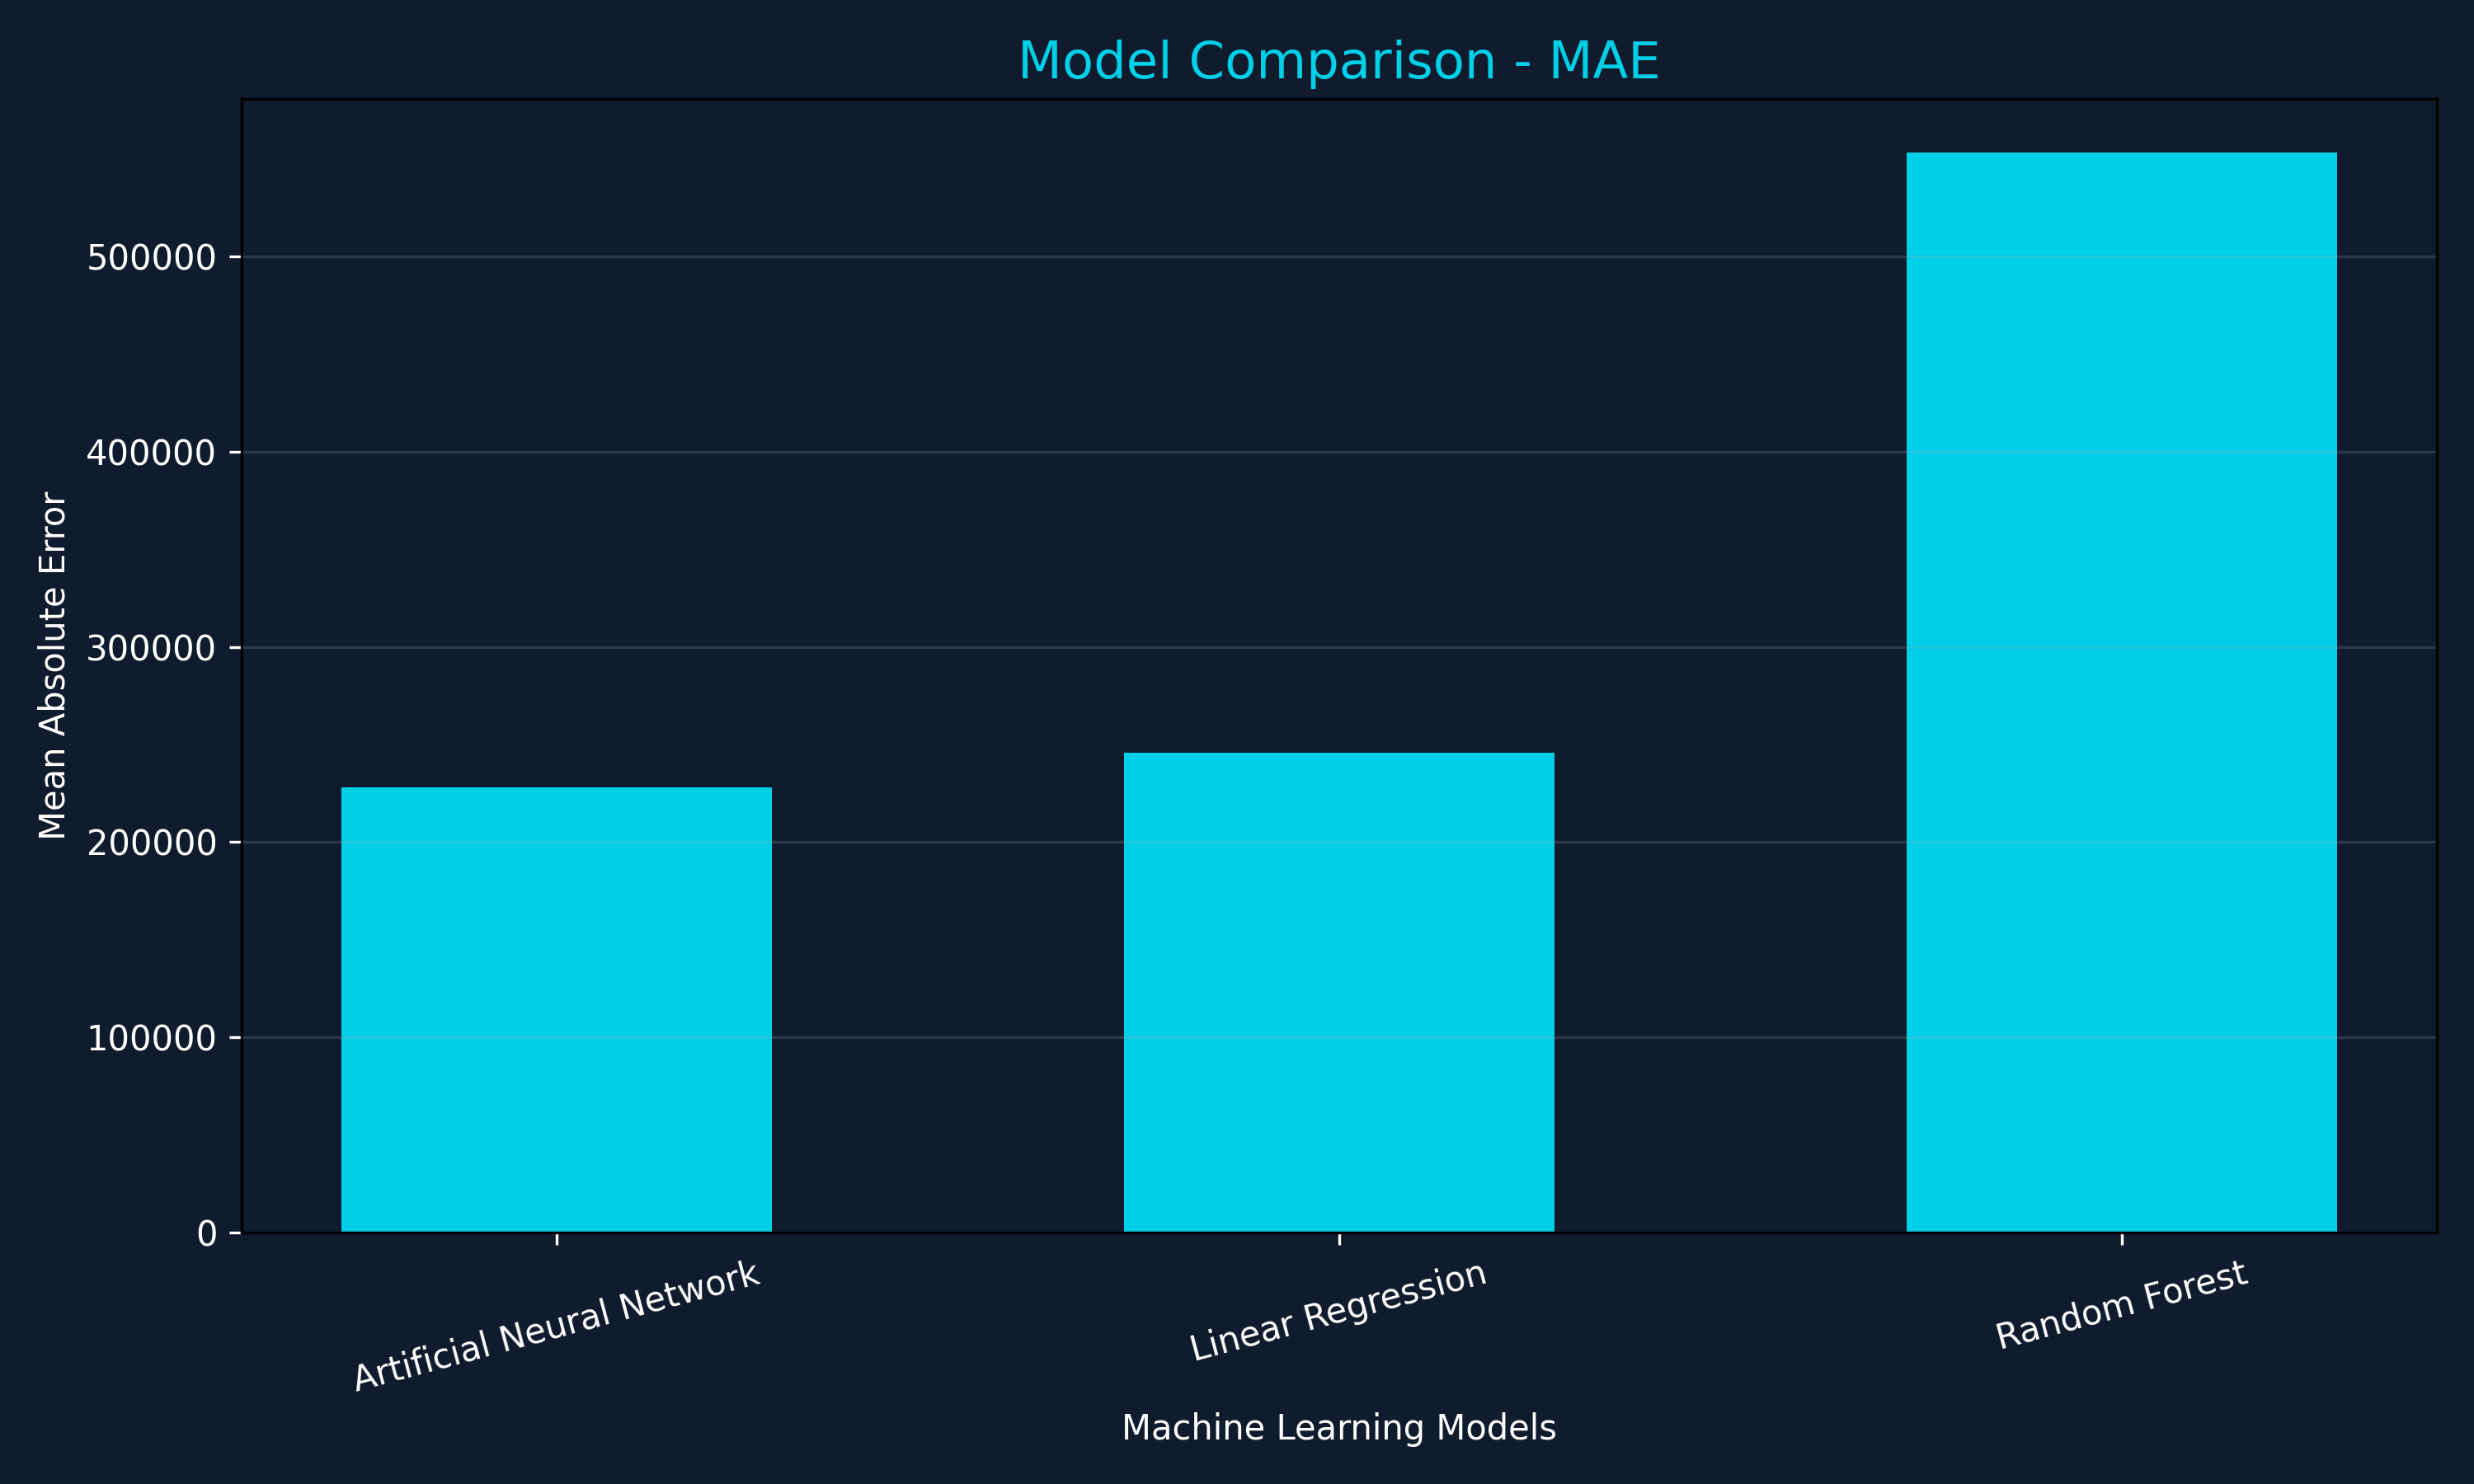 Model Comparison - MAE
Mean Absolute Error
500000
400000
300000
200000
100000
0
Artificial Neural Network
Linear Regression
Random Forest
Machine Learning Models